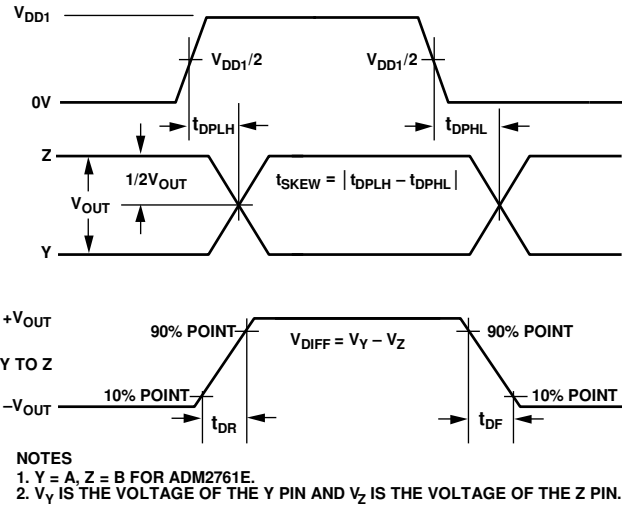 VDD1
VDD1/2 VDD1/2
0V
tDPLH tDPHL
Z
1/2VOUT tSKEW = |tDPLH – tDPHL|
VOUT
Y
+VOUT
90% POINT VDIFF = VY – VZ 90% POINT
Y TO Z
10% POINT 10% POINT
–VOUT
tDR tDF
NOTES
1. Y = A, Z = B FOR ADM2761E.
2. VY IS THE VOLTAGE OF THE Y PIN AND VZ IS THE VOLTAGE OF THE Z PIN.